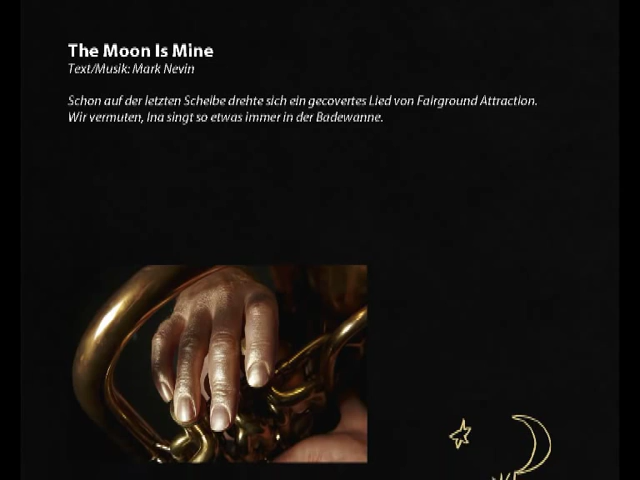 The Moon Is Mine
Text/Musik: Mark Nevin
Schon auf der letzten Scheibe drehte sich ein gecovertes Lied von Fairground Attraction.
Wir vermuten, Ina singt so etwas immer in der Badewanne.